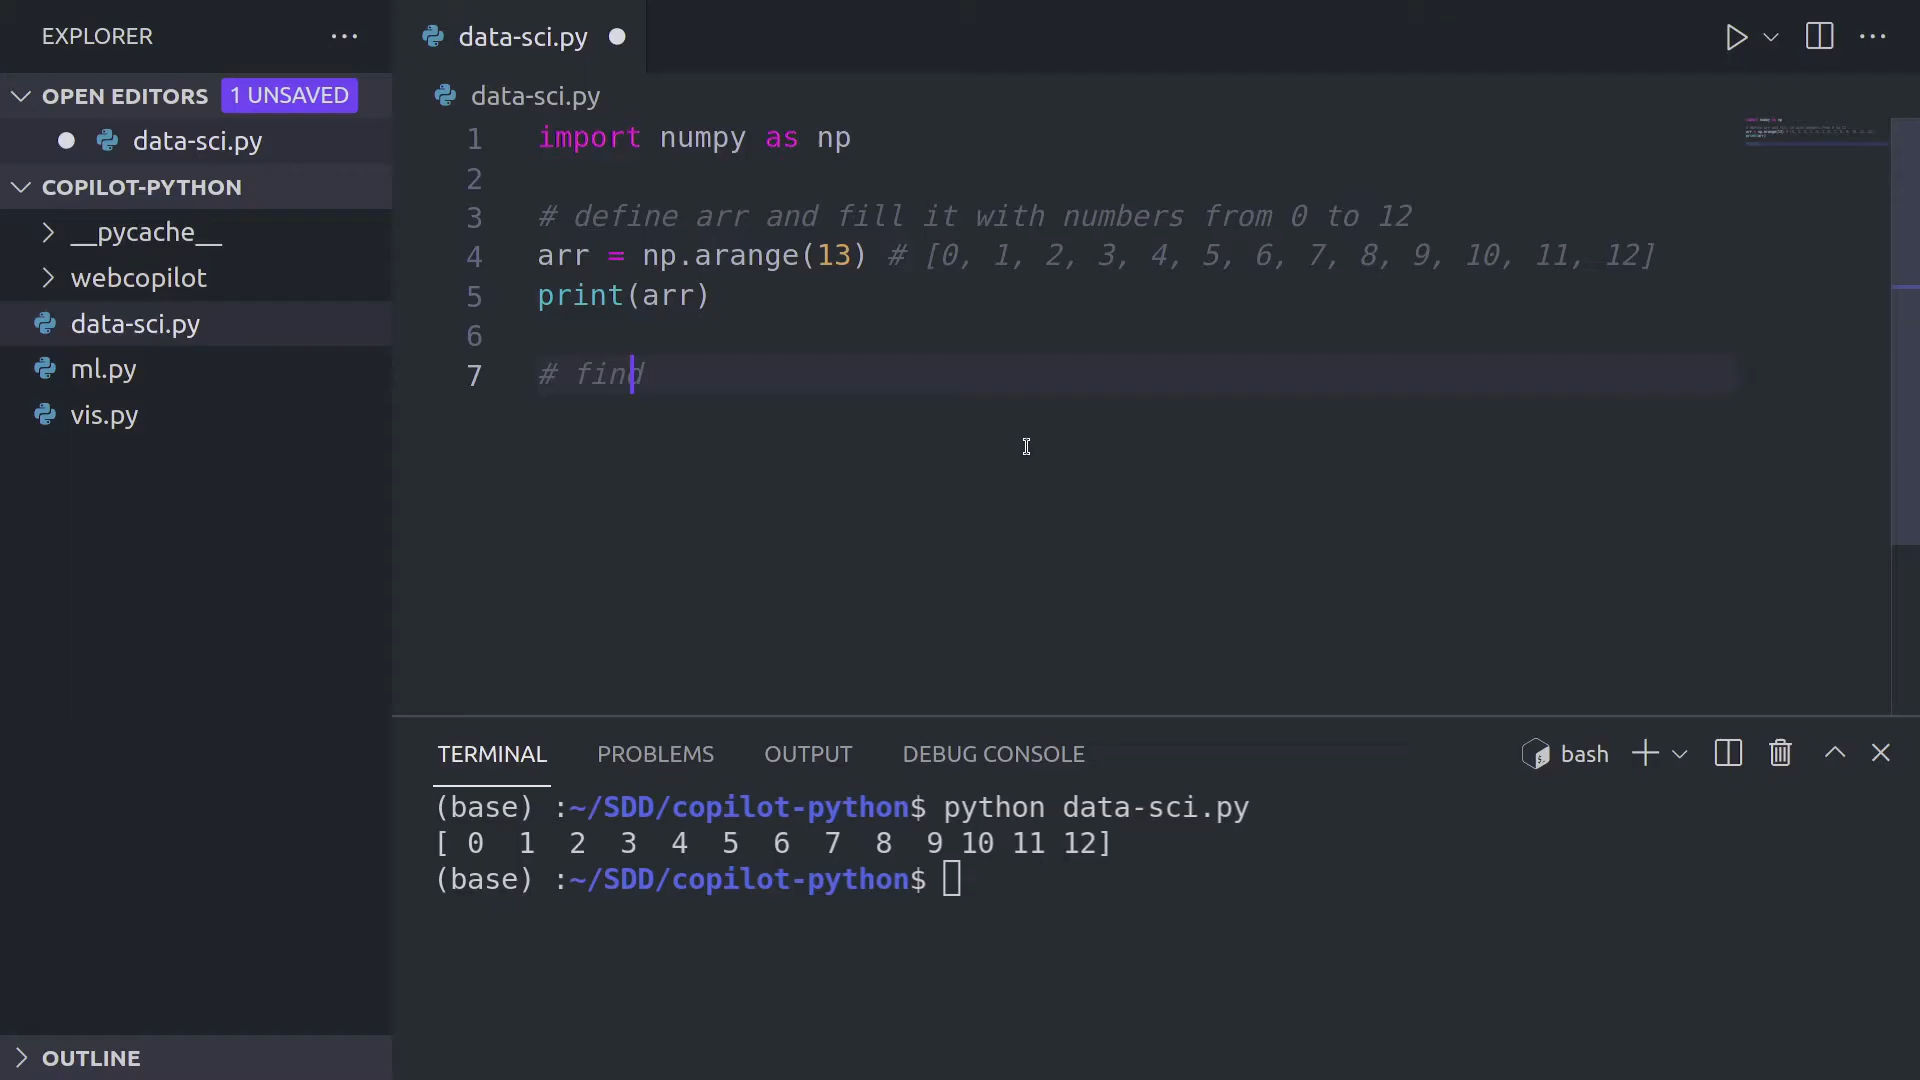 EXPLORER
data-sci.py
OPEN EDITORS 1 UNSAVED
data-sci.py
COPILOT-PYTHON
__pycache__
webcopilot
data-sci.py
ml.py
vis.py
OUTLINE
data-sci.py
1 import numpy as np
2
3 # define arr and fill it with numbers from 0 to 12
4 arr = np.arange(13) # [0, 1, 2, 3, 4, 5, 6, 7, 8, 9, 10, 11, 12]
5 print(arr)
6
7 # find
TERMINAL PROBLEMS OUTPUT DEBUG CONSOLE bash
(base) :~/SDD/copilot-python$ python data-sci.py
[ 0 1 2 3 4 5 6 7 8 9 10 11 12]
(base) :~/SDD/copilot-python$